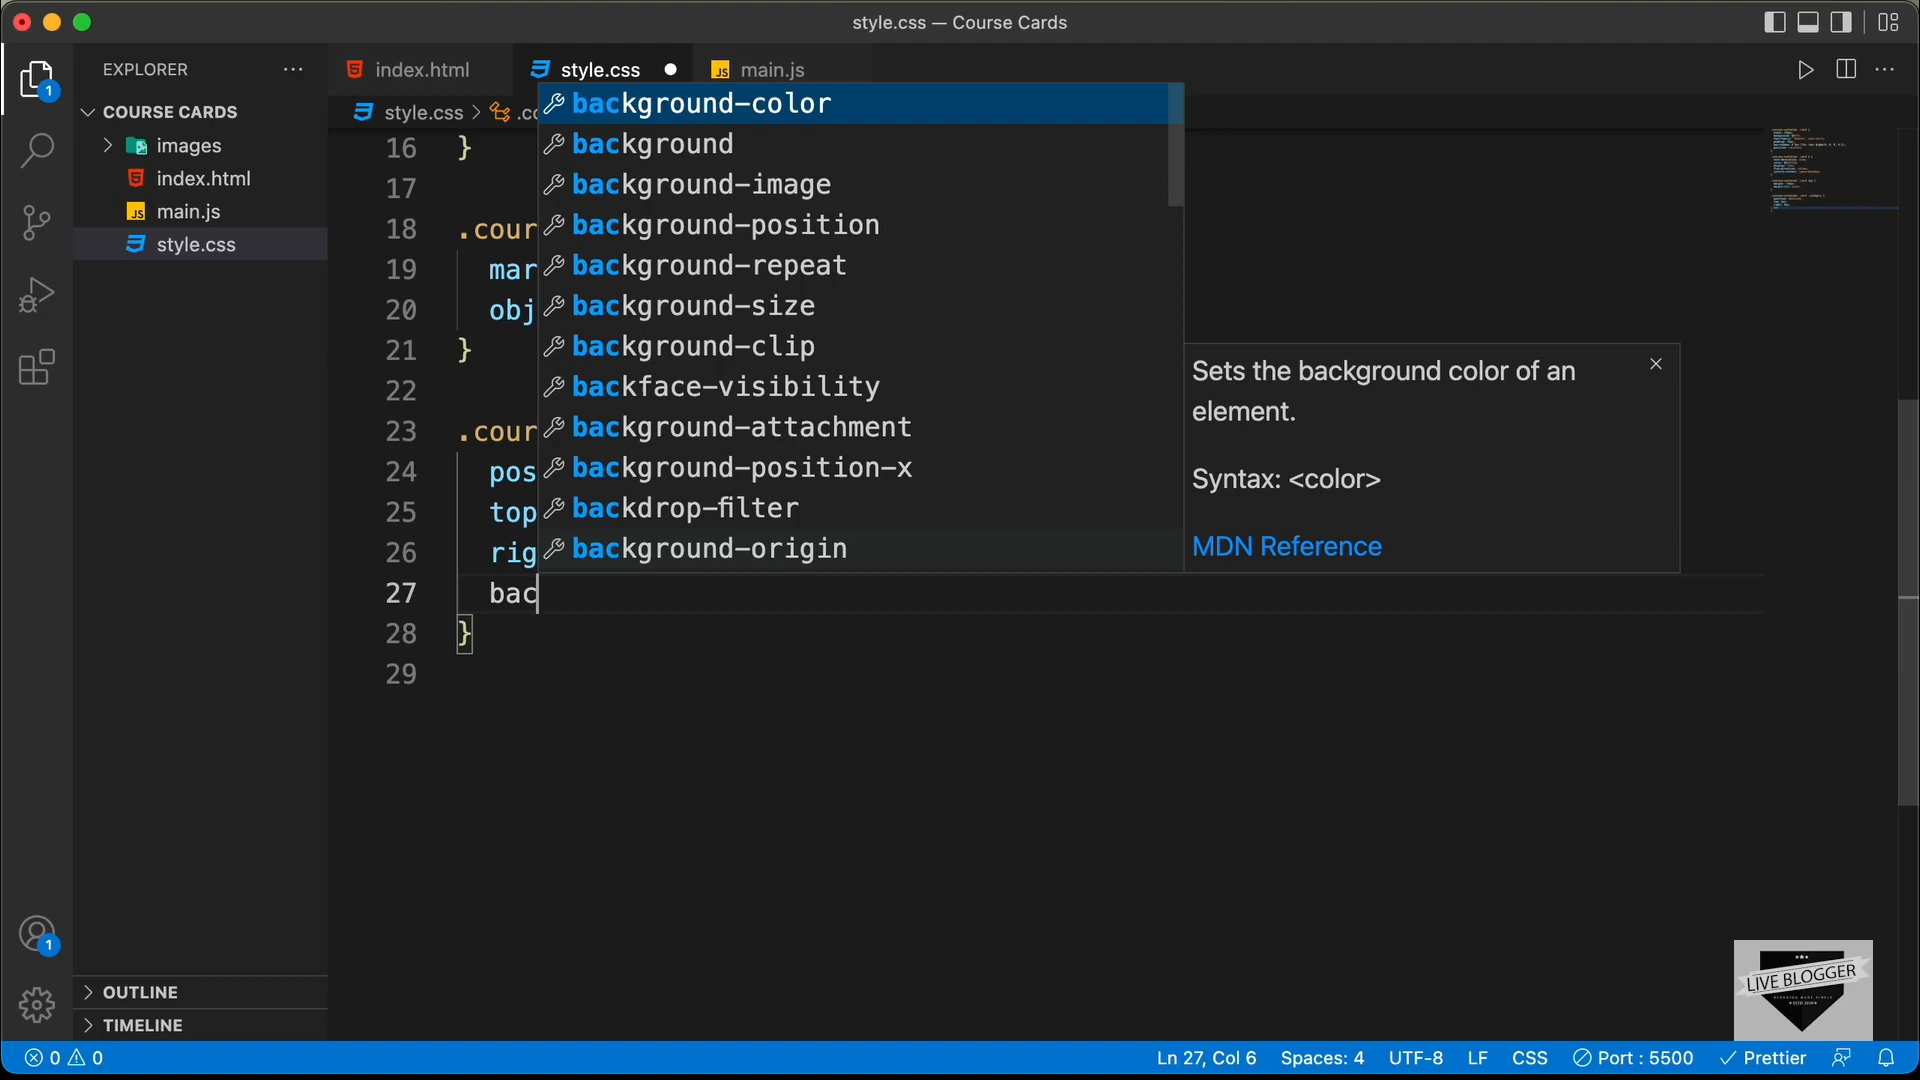 style.css — Course Cards
EXPLORER
index.html
style.css
main.js
1
COURSE CARDS
images
index.html
main.js
style.css
style.css > .co
16 }
17
18 .cour
19 mar
20 obj
21 }
22
23 .cour
24 pos
25 top
26 rig
27 bac
28 }
29
background-color
background
background-image
background-position
background-repeat
background-size
background-clip
backface-visibility
background-attachment
background-position-x
backdrop-filter
background-origin
Sets the background color of an
element.
Syntax: <color>
MDN Reference
1
OUTLINE
TIMELINE
LIVE BLOGGER
0 0
Ln 27, Col 6
Spaces: 4
UTF-8
LF
CSS
Port : 5500
Prettier